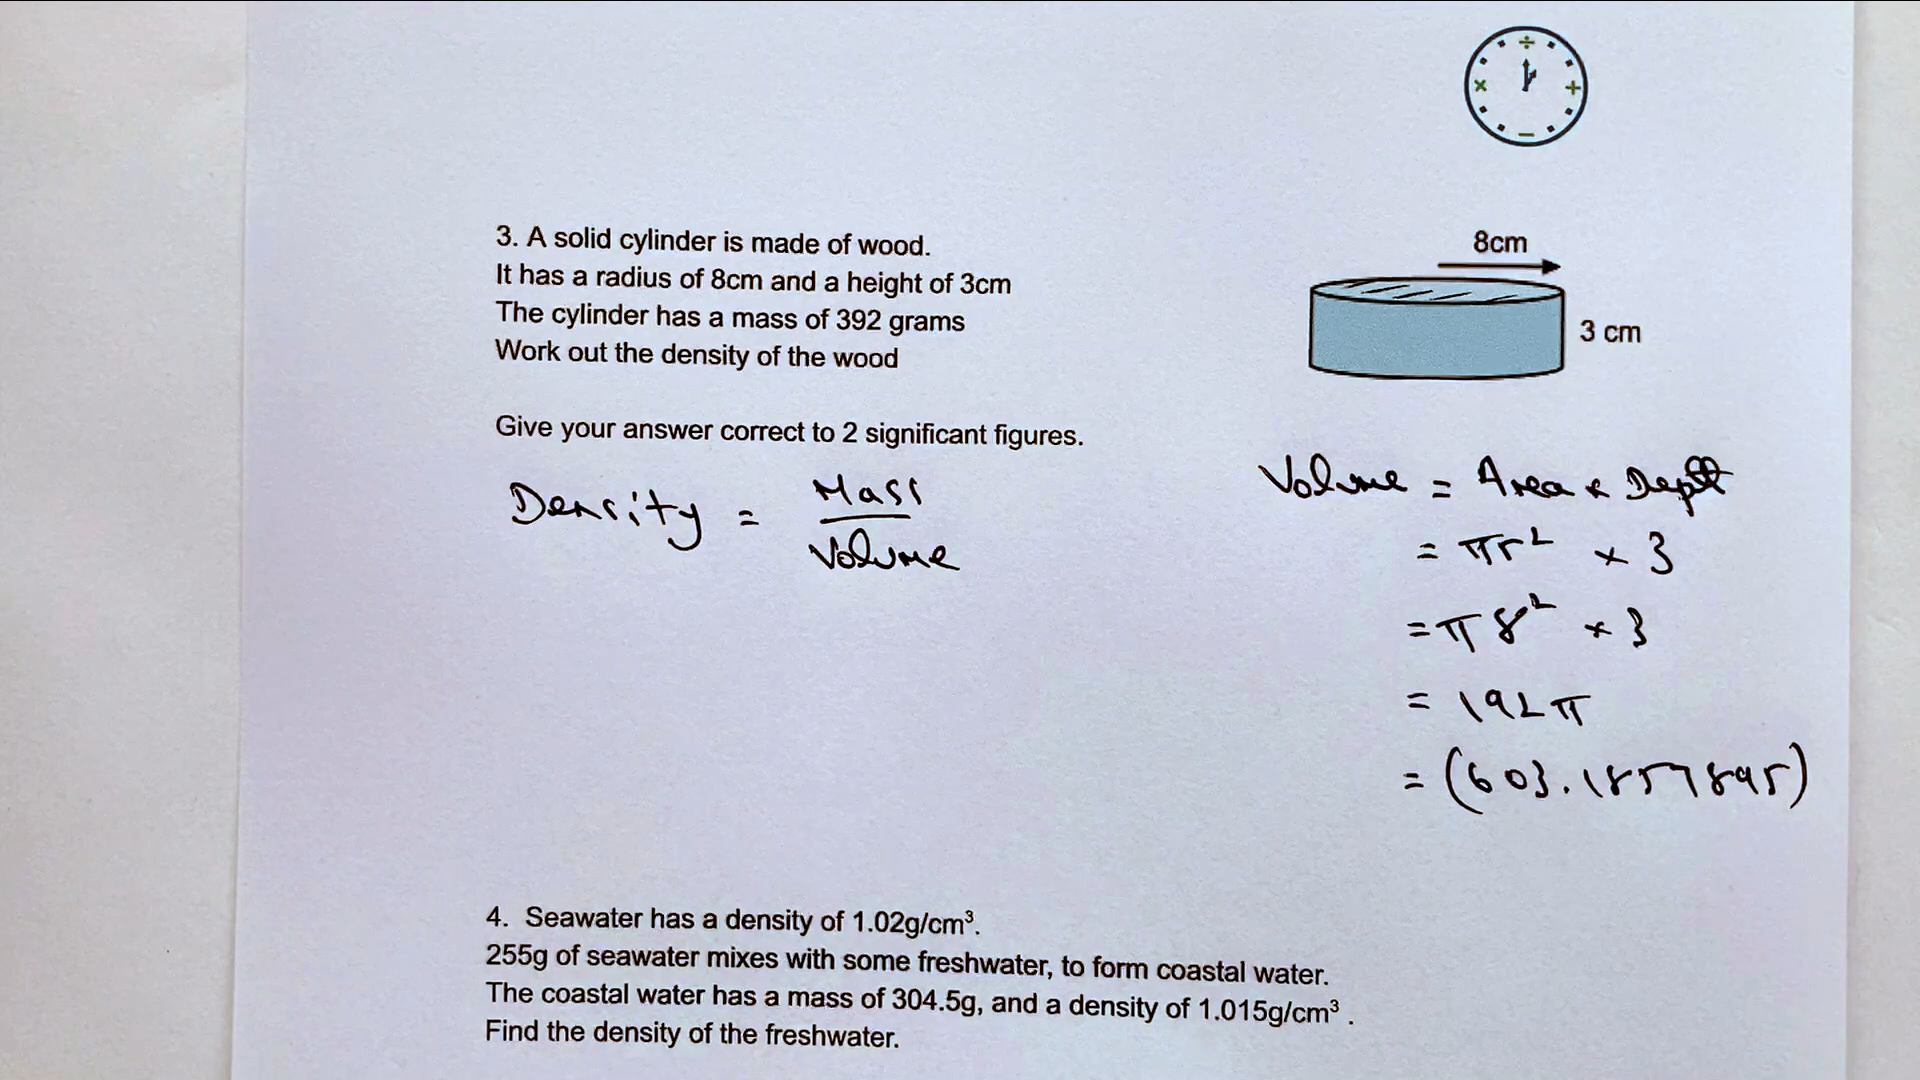 ÷
× +
−
3. A solid cylinder is made of wood.
It has a radius of 8cm and a height of 3cm
The cylinder has a mass of 392 grams
Work out the density of the wood
Give your answer correct to 2 significant figures.
8cm
3 cm
Density = Mass
Volume
Volume = Area × Depth
= πr² × 3
= π8² × 3
= 192π
= (603.1857895)
4. Seawater has a density of 1.02g/cm³.
255g of seawater mixes with some freshwater, to form coastal water.
The coastal water has a mass of 304.5g, and a density of 1.015g/cm³ .
Find the density of the freshwater.